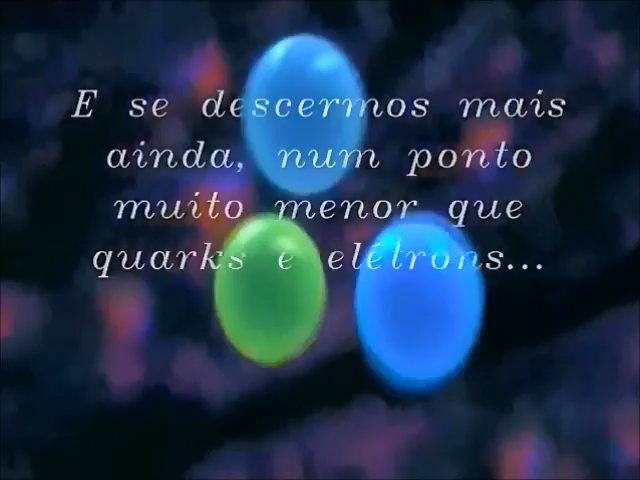 E se descermos mais
ainda, num ponto
muito menor que
quarks e elétrons...